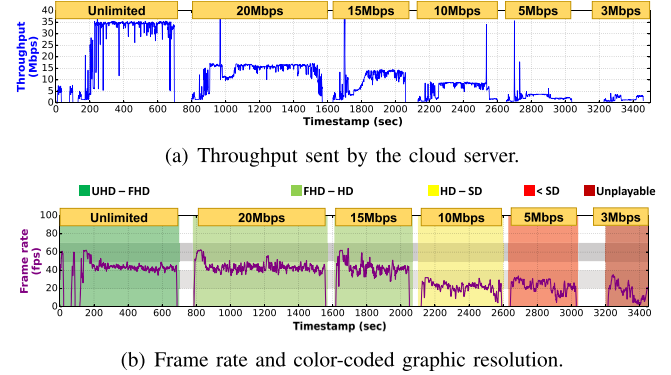 Unlimited 20Mbps 15Mbps 10Mbps 5Mbps 3Mbps
Throughput
(Mbps)
40
35
30
25
20
15
10
5
0
0 200 400 600 800 1000 1200 1400 1600 1800 2000 2200 2400 2600 2800 3000 3200 3400
Timestamp (sec)
(a) Throughput sent by the cloud server.
UHD – FHD FHD – HD HD – SD < SD Unplayable
Unlimited 20Mbps 15Mbps 10Mbps 5Mbps 3Mbps
Frame rate
(fps)
100
80
60
40
20
0
0 200 400 600 800 1000 1200 1400 1600 1800 2000 2200 2400 2600 2800 3000 3200 3400
Timestamp (sec)
(b) Frame rate and color-coded graphic resolution.